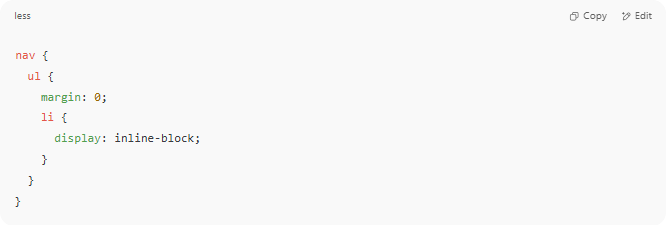 less
Copy Edit
nav {
  ul {
    margin: 0;
    li {
      display: inline-block;
    }
  }
}